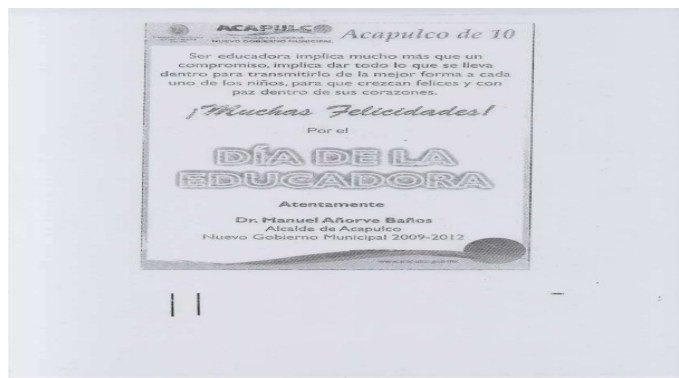 ACAPULCO
NUEVO GOBIERNO MUNICIPAL
Acapulco de 10
Ser educadora implica mucho más que un
compromiso, implica dar todo lo que se lleva
dentro para transmitirlo de la mejor forma a cada
uno de los niños, para que crezcan felices y con
paz dentro de sus corazones.
¡Muchas Felicidades!
Por el
DÍA DE LA
EDUCADORA
Atentamente
Dr. Manuel Añorve Baños
Alcalde de Acapulco
Nuevo Gobierno Municipal 2009-2012